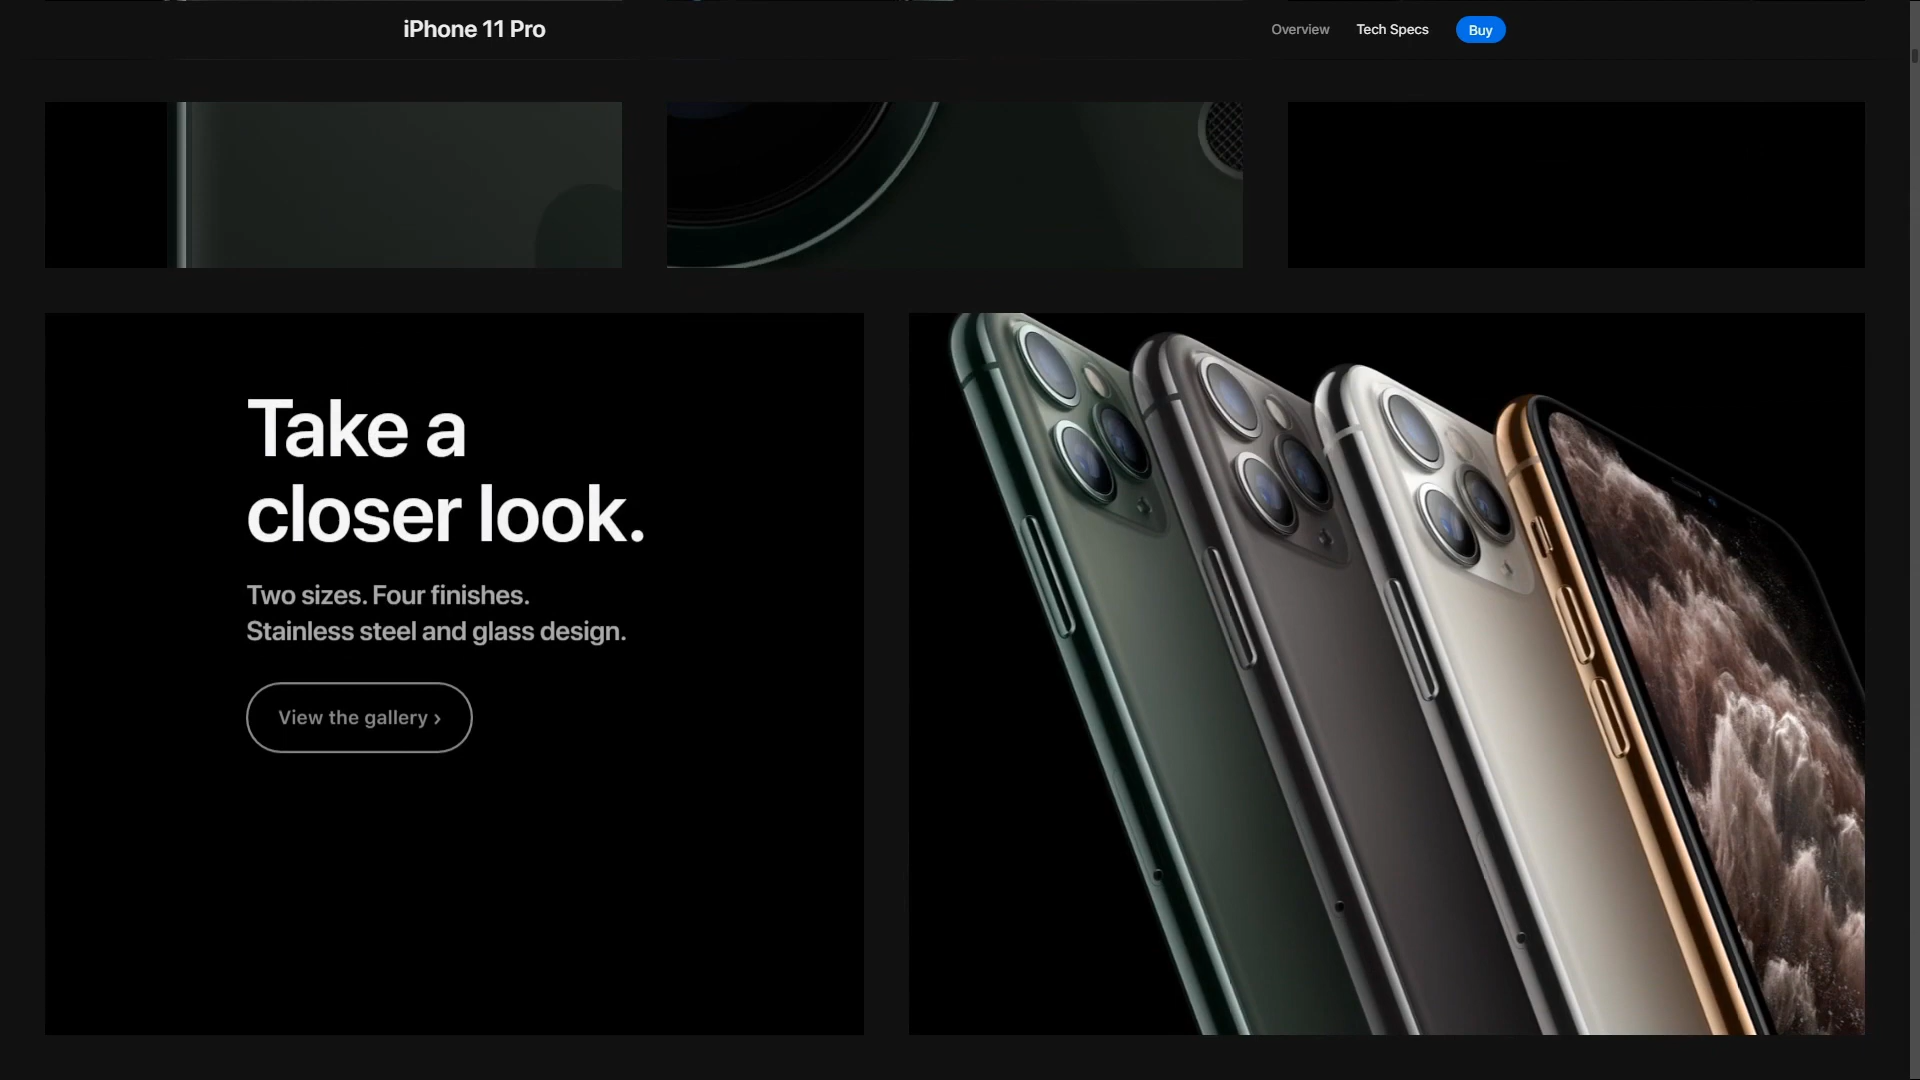 iPhone 11 Pro
Overview
Tech Specs
Buy
Take a
closer look.
Two sizes. Four finishes.
Stainless steel and glass design.
View the gallery ›